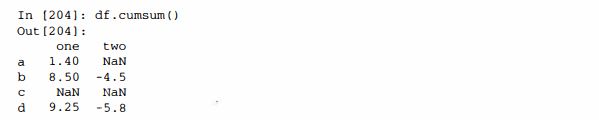 In [204]: df.cumsum()
Out[204]:
one two
a 1.40 NaN
b 8.50 -4.5
c NaN NaN
d 9.25 -5.8